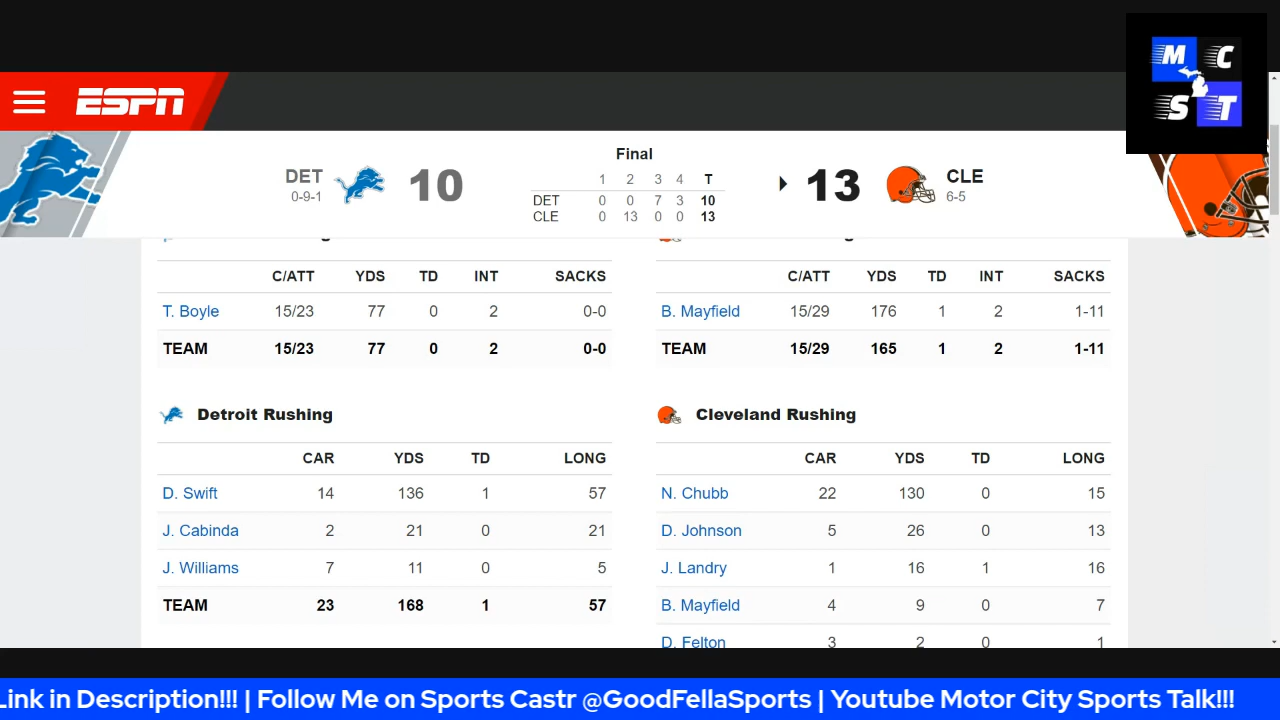 M C
S T
ESPN
Final
DET
0-9-1
10
1 2 3 4 T
DET 0 0 7 3 10
CLE 0 13 0 0 13
13
CLE
6-5
C/ATT YDS TD INT SACKS
T. Boyle 15/23 77 0 2 0-0
TEAM 15/23 77 0 2 0-0
C/ATT YDS TD INT SACKS
B. Mayfield 15/29 176 1 2 1-11
TEAM 15/29 165 1 2 1-11
Detroit Rushing
CAR YDS TD LONG
D. Swift 14 136 1 57
J. Cabinda 2 21 0 21
J. Williams 7 11 0 5
TEAM 23 168 1 57
Cleveland Rushing
CAR YDS TD LONG
N. Chubb 22 130 0 15
D. Johnson 5 26 0 13
J. Landry 1 16 1 16
B. Mayfield 4 9 0 7
D. Felton 3 2 0 1
Link in Description!!! | Follow Me on Sports Castr @GoodFellaSports | Youtube Motor City Sports Talk!!!